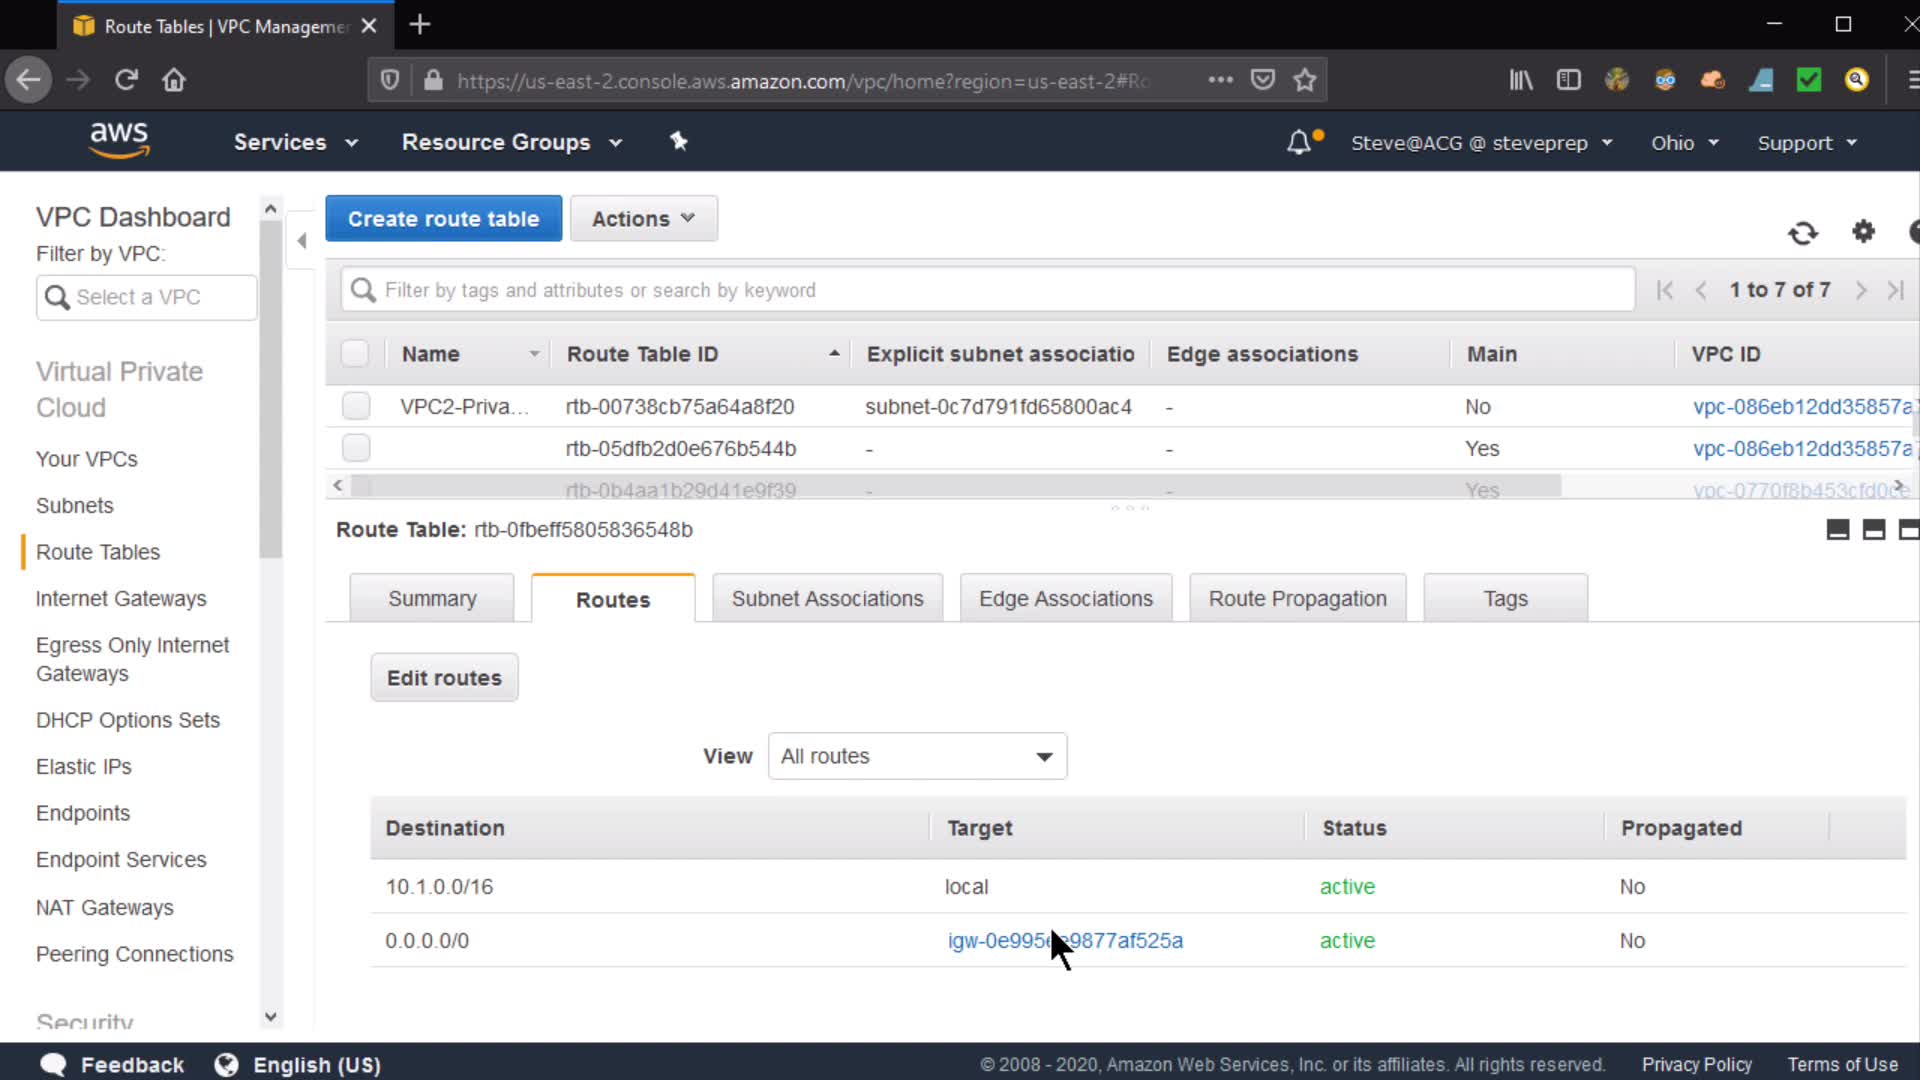 Route Tables | VPC Manageme
https://us-east-2.console.aws.amazon.com/vpc/home?region=us-east-2#Ro
aws
Services
Resource Groups
Steve@ACG @ steveprep
Ohio
Support
VPC Dashboard
Filter by VPC:
Select a VPC
Virtual Private
Cloud
Your VPCs
Subnets
Route Tables
Internet Gateways
Egress Only Internet
Gateways
DHCP Options Sets
Elastic IPs
Endpoints
Endpoint Services
NAT Gateways
Peering Connections
Security
Create route table
Actions
Filter by tags and attributes or search by keyword
1 to 7 of 7
Name Route Table ID Explicit subnet associatio Edge associations Main VPC ID
VPC2-Priva... rtb-00738cb75a64a8f20 subnet-0c7d791fd65800ac4 - No vpc-086eb12dd35857a
rtb-05dfb2d0e676b544b - - Yes vpc-086eb12dd35857a
rtb-0b4aa1b29d41e9f39 - - Yes vpc-0770f8b453cfd0ce
Route Table: rtb-0fbeff5805836548b
Summary
Routes
Subnet Associations
Edge Associations
Route Propagation
Tags
Edit routes
View All routes
Destination Target Status Propagated
10.1.0.0/16 local active No
0.0.0.0/0 active No
Feedback
English (US)
© 2008 - 2020, Amazon Web Services, Inc. or its affiliates. All rights reserved.
Privacy Policy
Terms of Use